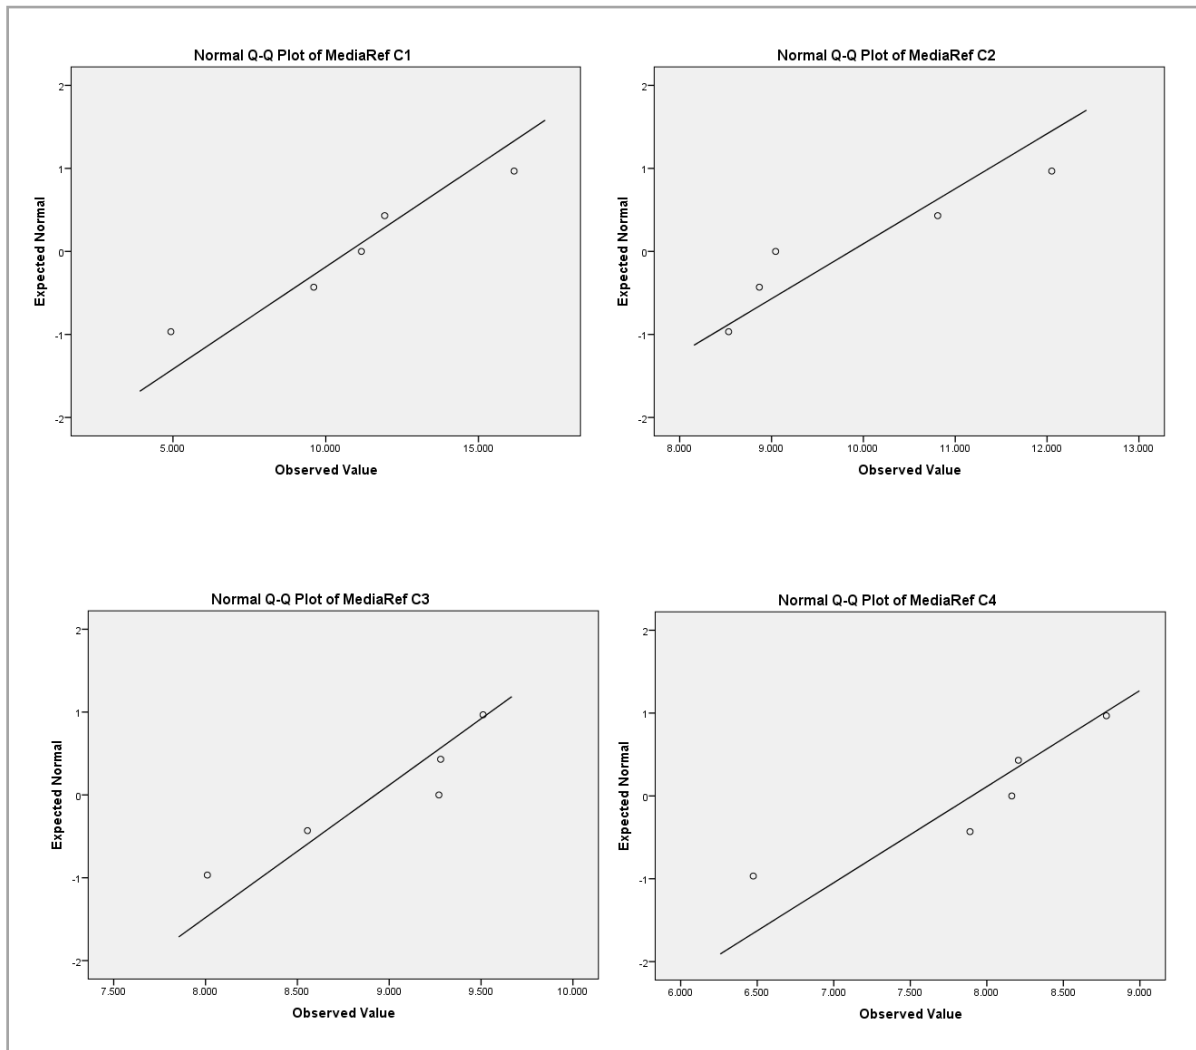 Normal Q-Q Plot of MediaRef C1
2
1
0
-1
-2
Expected Normal
5.000 10.000 15.000
Observed Value
Normal Q-Q Plot of MediaRef C2
2
1
0
-1
-2
Expected Normal
8.000 9.000 10.000 11.000 12.000 13.000
Observed Value
Normal Q-Q Plot of MediaRef C3
2
1
0
-1
-2
Expected Normal
7.500 8.000 8.500 9.000 9.500 10.000
Observed Value
Normal Q-Q Plot of MediaRef C4
2
1
0
-1
-2
Expected Normal
6.000 6.500 7.000 7.500 8.000 8.500 9.000
Observed Value